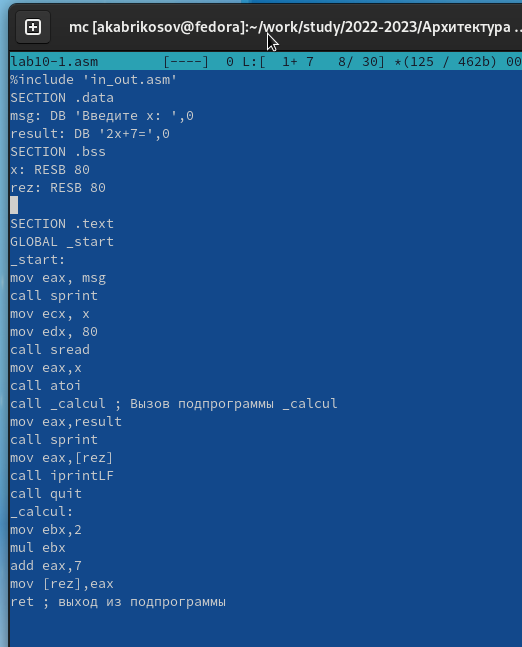 mc [akabrikosov@fedora]:~/work/study/2022-2023/Архитектура ..
lab10-1.asm [----] 0 L:[ 1+ 7 8/ 30] *(125 / 462b) 00
%include 'in_out.asm'
SECTION .data
msg: DB 'Введите x: ',0
result: DB '2x+7=',0
SECTION .bss
x: RESB 80
rez: RESB 80
SECTION .text
GLOBAL _start
_start:
mov eax, msg
call sprint
mov ecx, x
mov edx, 80
call sread
mov eax,x
call atoi
call _calcul ; Вызов подпрограммы _calcul
mov eax,result
call sprint
mov eax,[rez]
call iprintLF
call quit
_calcul:
mov ebx,2
mul ebx
add eax,7
mov [rez],eax
ret ; выход из подпрограммы